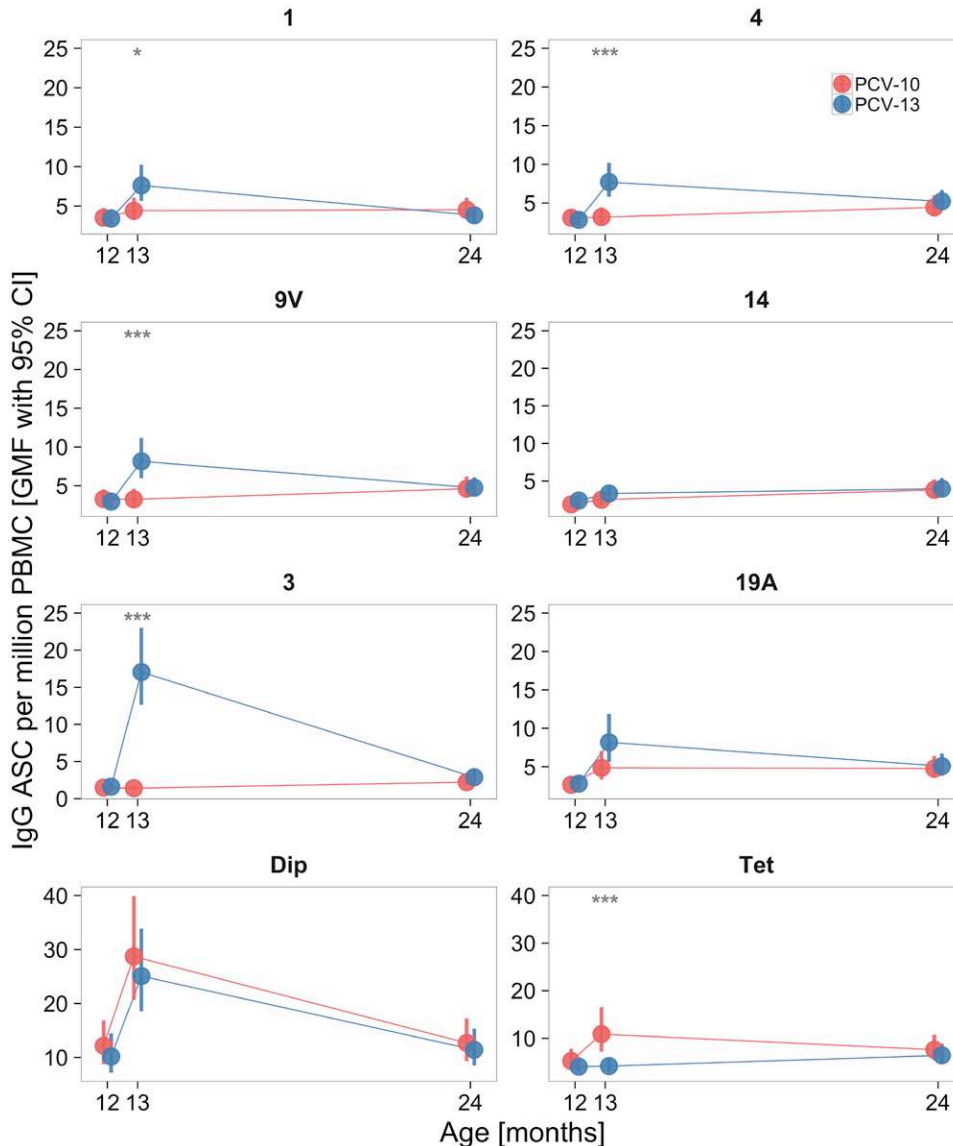 1 4
25 * 25 ***
PCV-10
20 20
PCV-13
15 15
10 10
5 5
12 13 24 12 13 24
9V 14
25 *** 25
20 20
15 15
10 10
5 5
12 13 24 12 13 24
3 19A
25 *** 25
20 20
15 15
10 10
5 5
0
12 13 24 12 13 24
Dip Tet
40 40 ***
30 30
20 20
10 10
12 13 24 12 13 24
IgG ASC per million PBMC [GMF with 95% CI]
Age [months]